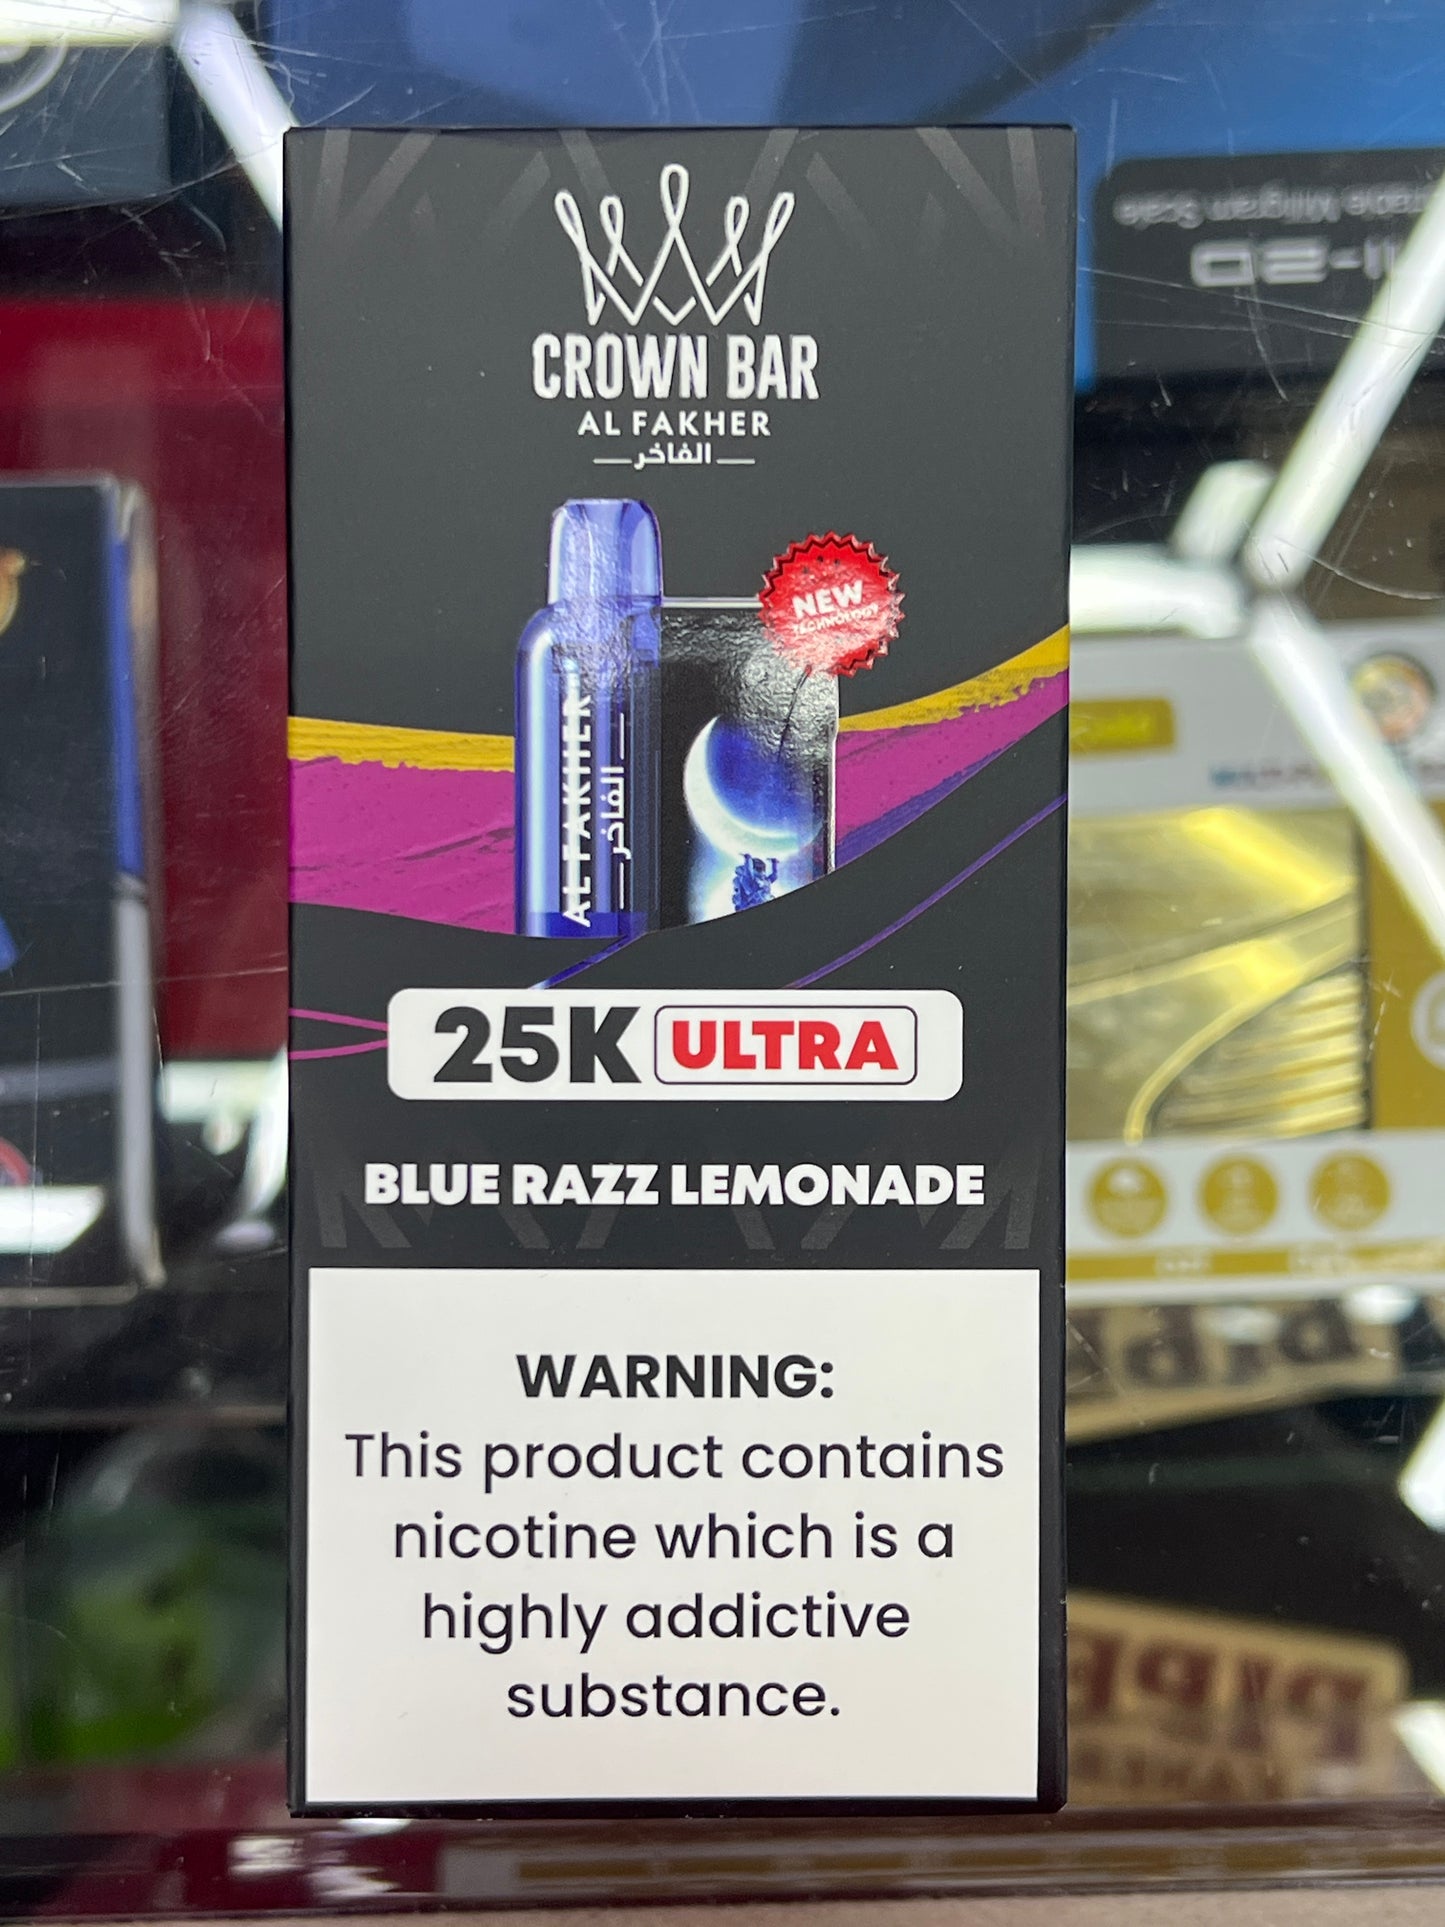 CROWN BAR
AL FAKHER
الفاخر
NEW
TECHNOLOGY
AL FAKHER
الفاخر
25K ULTRA
BLUE RAZZ LEMONADE
WARNING:
This product contains
nicotine which is a
highly addictive
substance.